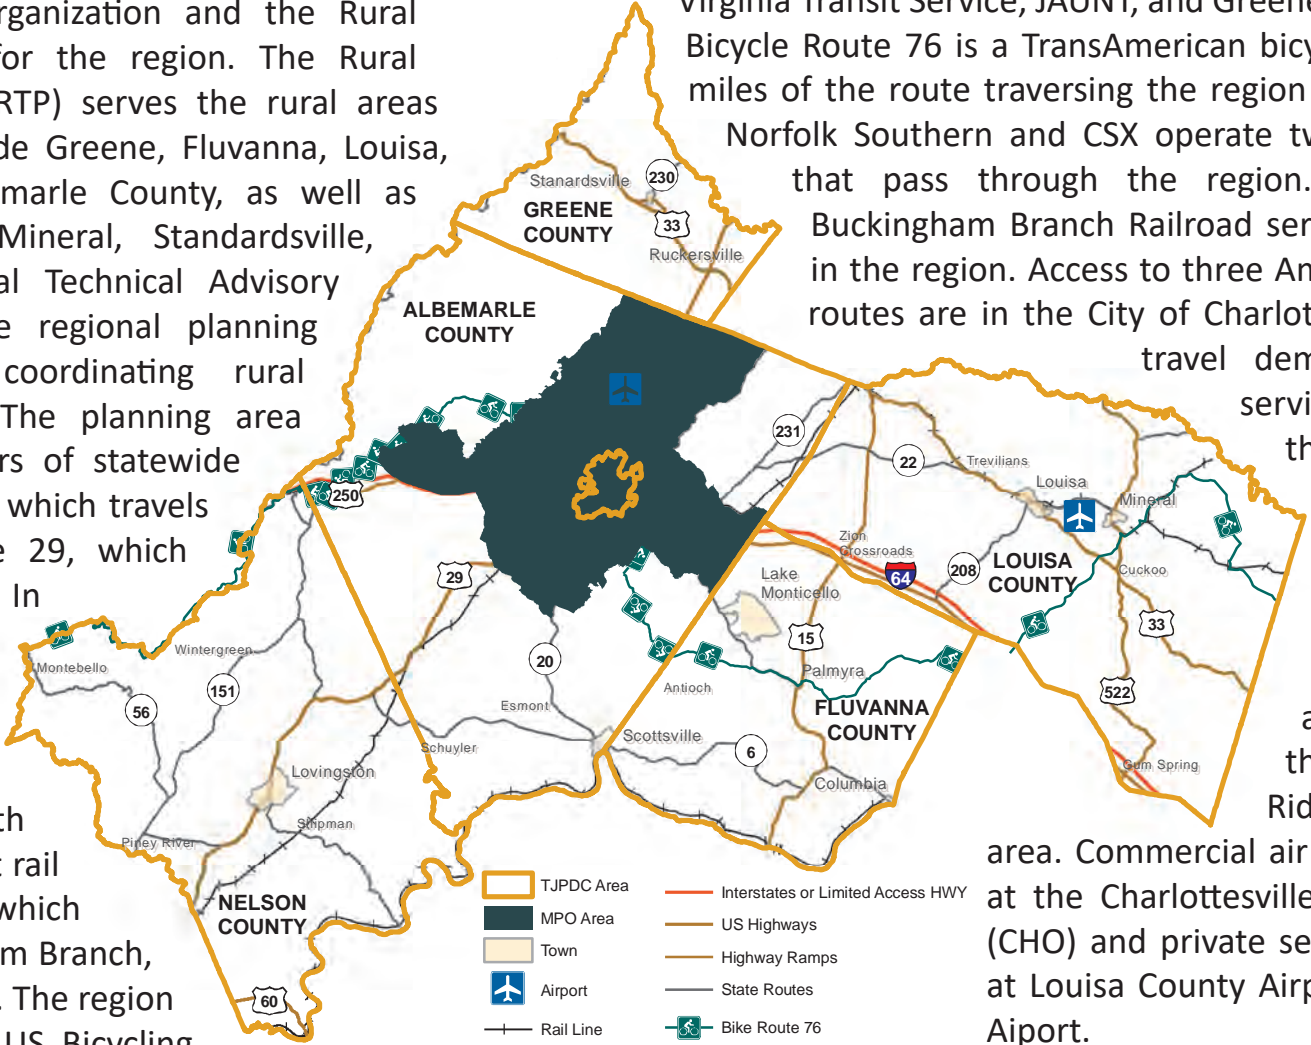 rganization and the Rural
for the region. The Rural
RTP) serves the rural areas
de Greene, Fluvanna, Louisa,
marle County, as well as
Mineral, Standardsville,
al Technical Advisory
e regional planning
coordinating rural
The planning area
rs of statewide
which travels
e 29, which
In
th
t rail
which
m Branch,
. The region
US Bicycling
Virginia Transit Service, JAUNT, and Greene
Bicycle Route 76 is a TransAmerican bicy
miles of the route traversing the region
Norfolk Southern and CSX operate tw
that pass through the region.
Buckingham Branch Railroad ser
in the region. Access to three Am
routes are in the City of Charlot
travel dem
servi
th
a
th
Rid
area. Commercial air
at the Charlottesville
(CHO) and private se
at Louisa County Airp
Aiport.
Stanardsville
230
GREENE
COUNTY
33
Ruckersville
ALBEMARLE
COUNTY
231
22
Trevilians
Louisa
Mineral
250
Zion
Crossroads
64
208
LOUISA
COUNTY
Cuckoo
29
Lake
Monticello
15
33
20
Palmyra
Wintergreen
Montebello
151
56
Antioch
522
Esmont
FLUVANNA
COUNTY
Schuyler
Scottsville
6
Gum Spring
Lovingston
Columbia
Shipman
Piney River
NELSON
COUNTY
60
TJPDC Area
MPO Area
Town
Airport
Rail Line
Interstates or Limited Access HWY
US Highways
Highway Ramps
State Routes
Bike Route 76